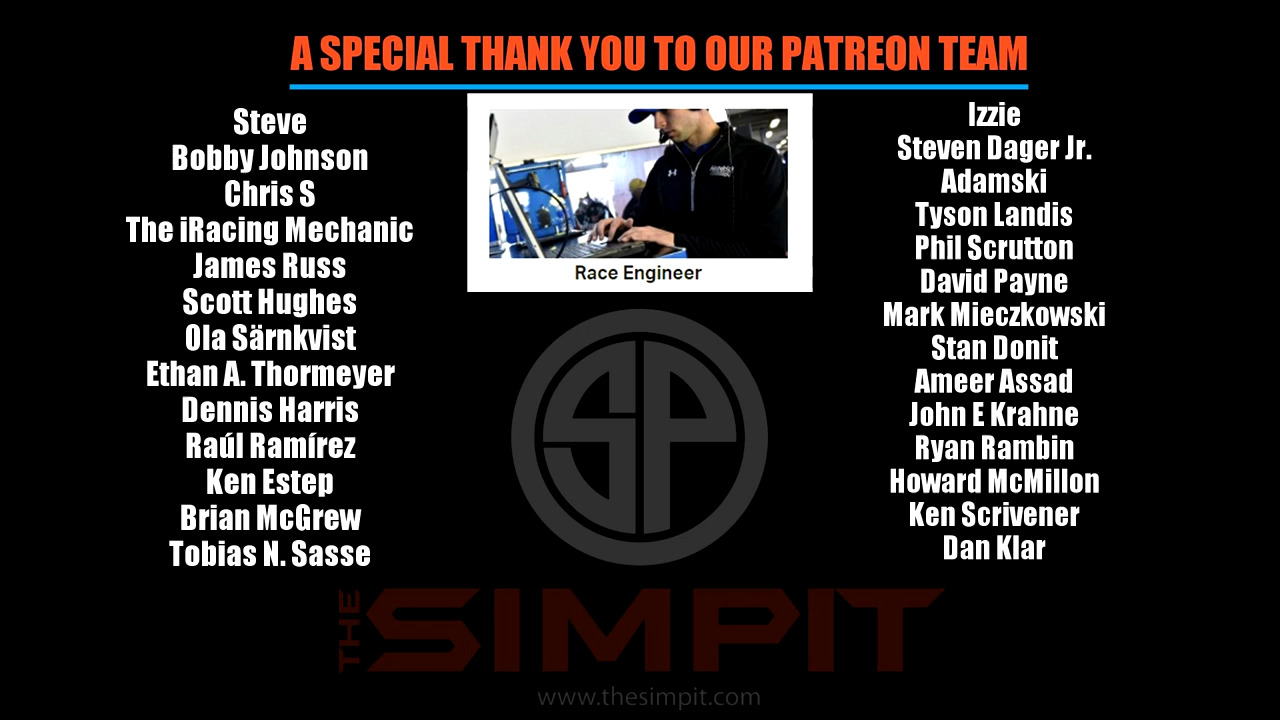 A SPECIAL THANK YOU TO OUR PATREON TEAM
Steve
Bobby Johnson
Chris S
The iRacing Mechanic
James Russ
Scott Hughes
Ola Särnkvist
Ethan A. Thormeyer
Dennis Harris
Raúl Ramírez
Ken Estep
Brian McGrew
Tobias N. Sasse
Race Engineer
Izzie
Steven Dager Jr.
Adamski
Tyson Landis
Phil Scrutton
David Payne
Mark Mieczkowski
Stan Donit
Ameer Assad
John E Krahne
Ryan Rambin
Howard McMillon
Ken Scrivener
Dan Klar
SP
THE SIMPIT
www.thesimpit.com